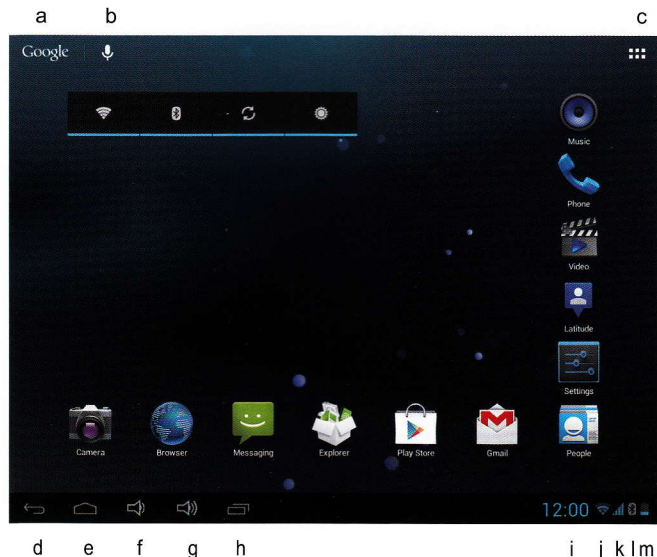 a b c
Google
Music
Phone
Video
Latitude
Settings
Camera Browser Messaging Explorer Play Store Gmail People
12:00
d e f g h i j k l m